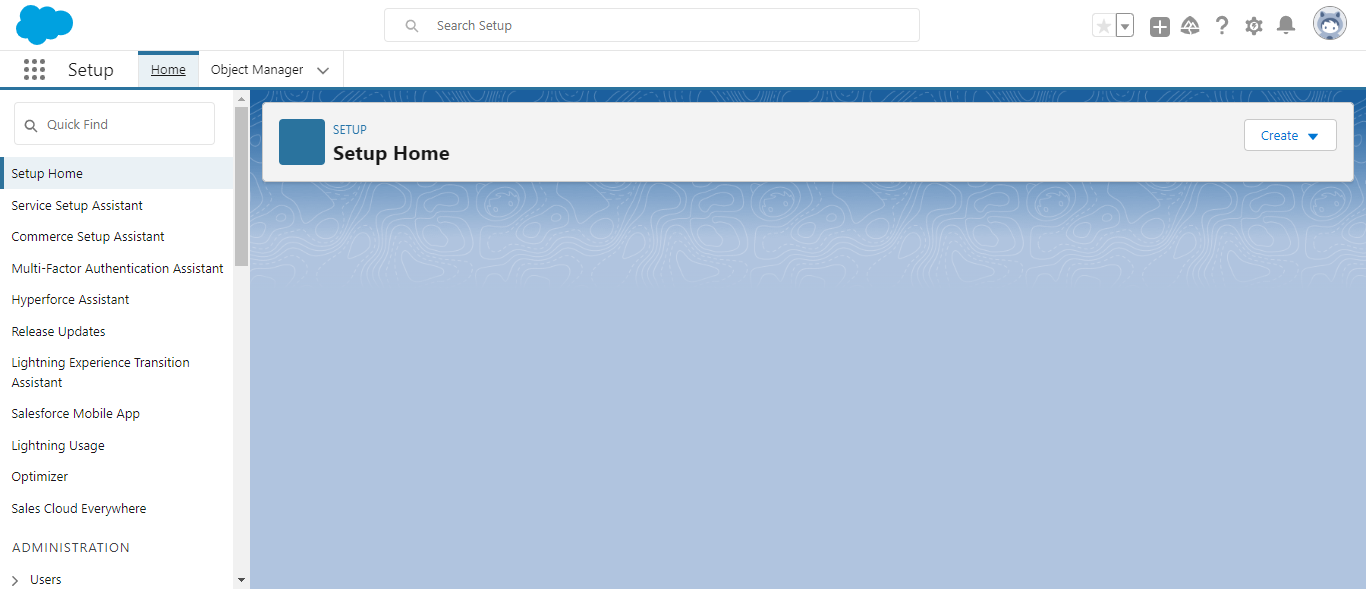 Search Setup
Setup
Home
Object Manager
Quick Find
Setup Home
Service Setup Assistant
Commerce Setup Assistant
Multi-Factor Authentication Assistant
Hyperforce Assistant
Release Updates
Lightning Experience Transition
Assistant
Salesforce Mobile App
Lightning Usage
Optimizer
Sales Cloud Everywhere
ADMINISTRATION
Users
SETUP
Setup Home
Create